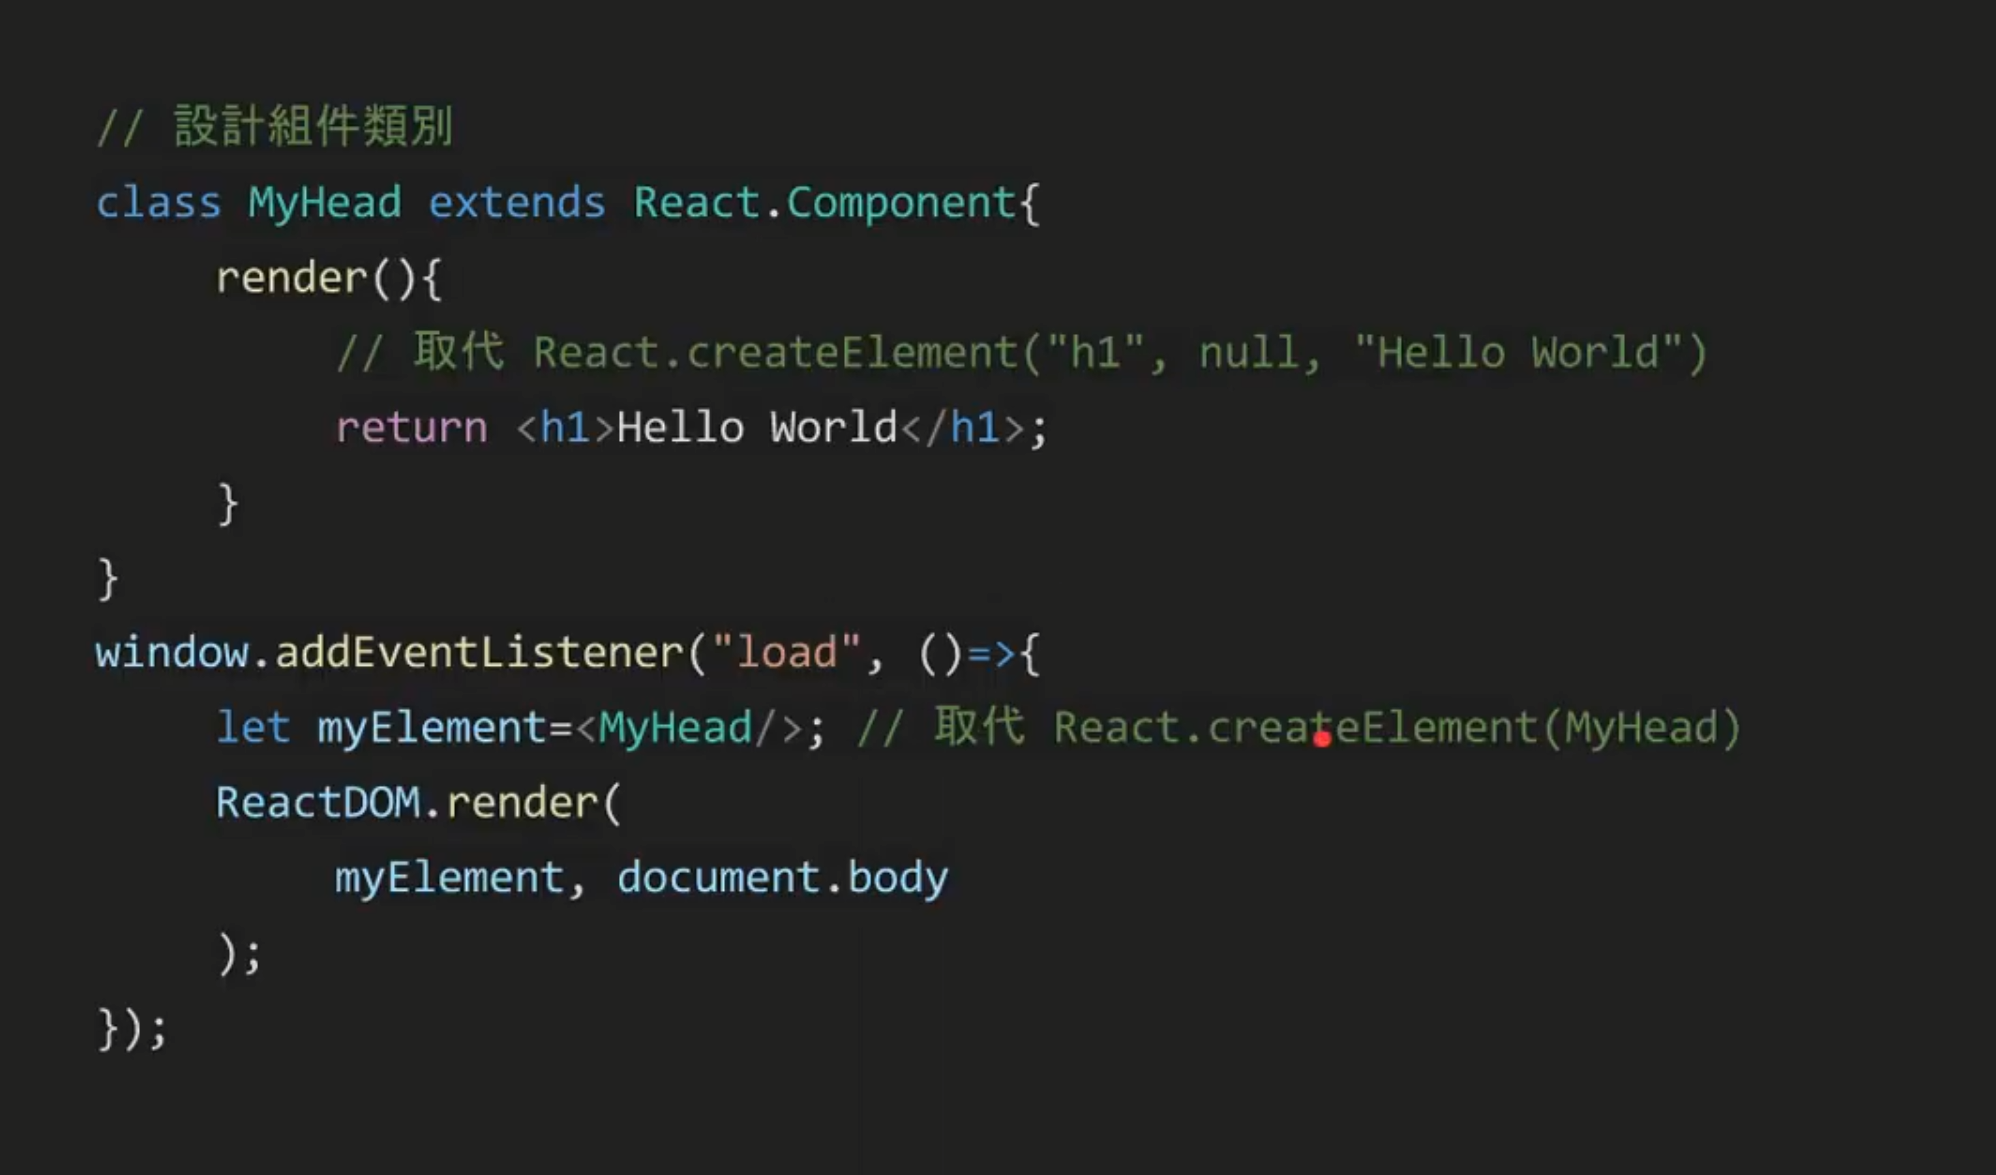 // 設計組件類別
class MyHead extends React.Component{
render(){
// 取代 React.createElement("h1", null, "Hello World")
return <h1>Hello World</h1>;
}
}
window.addEventListener("load", ()=>{
let myElement=<MyHead/>; // 取代 React.createElement(MyHead)
ReactDOM.render(
myElement, document.body
);
});